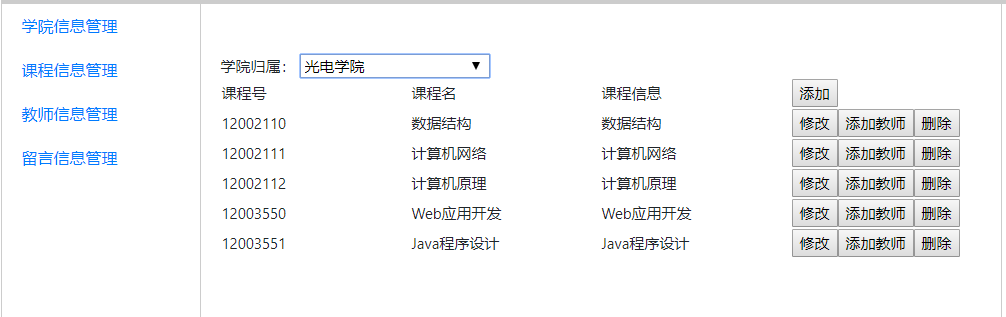 学院信息管理
课程信息管理
教师信息管理
留言信息管理
学院归属： 光电学院
课程号 课程名 课程信息 添加
12002110 数据结构 数据结构 修改 添加教师 删除
12002111 计算机网络 计算机网络 修改 添加教师 删除
12002112 计算机原理 计算机原理 修改 添加教师 删除
12003550 Web应用开发 Web应用开发 修改 添加教师 删除
12003551 Java程序设计 Java程序设计 修改 添加教师 删除